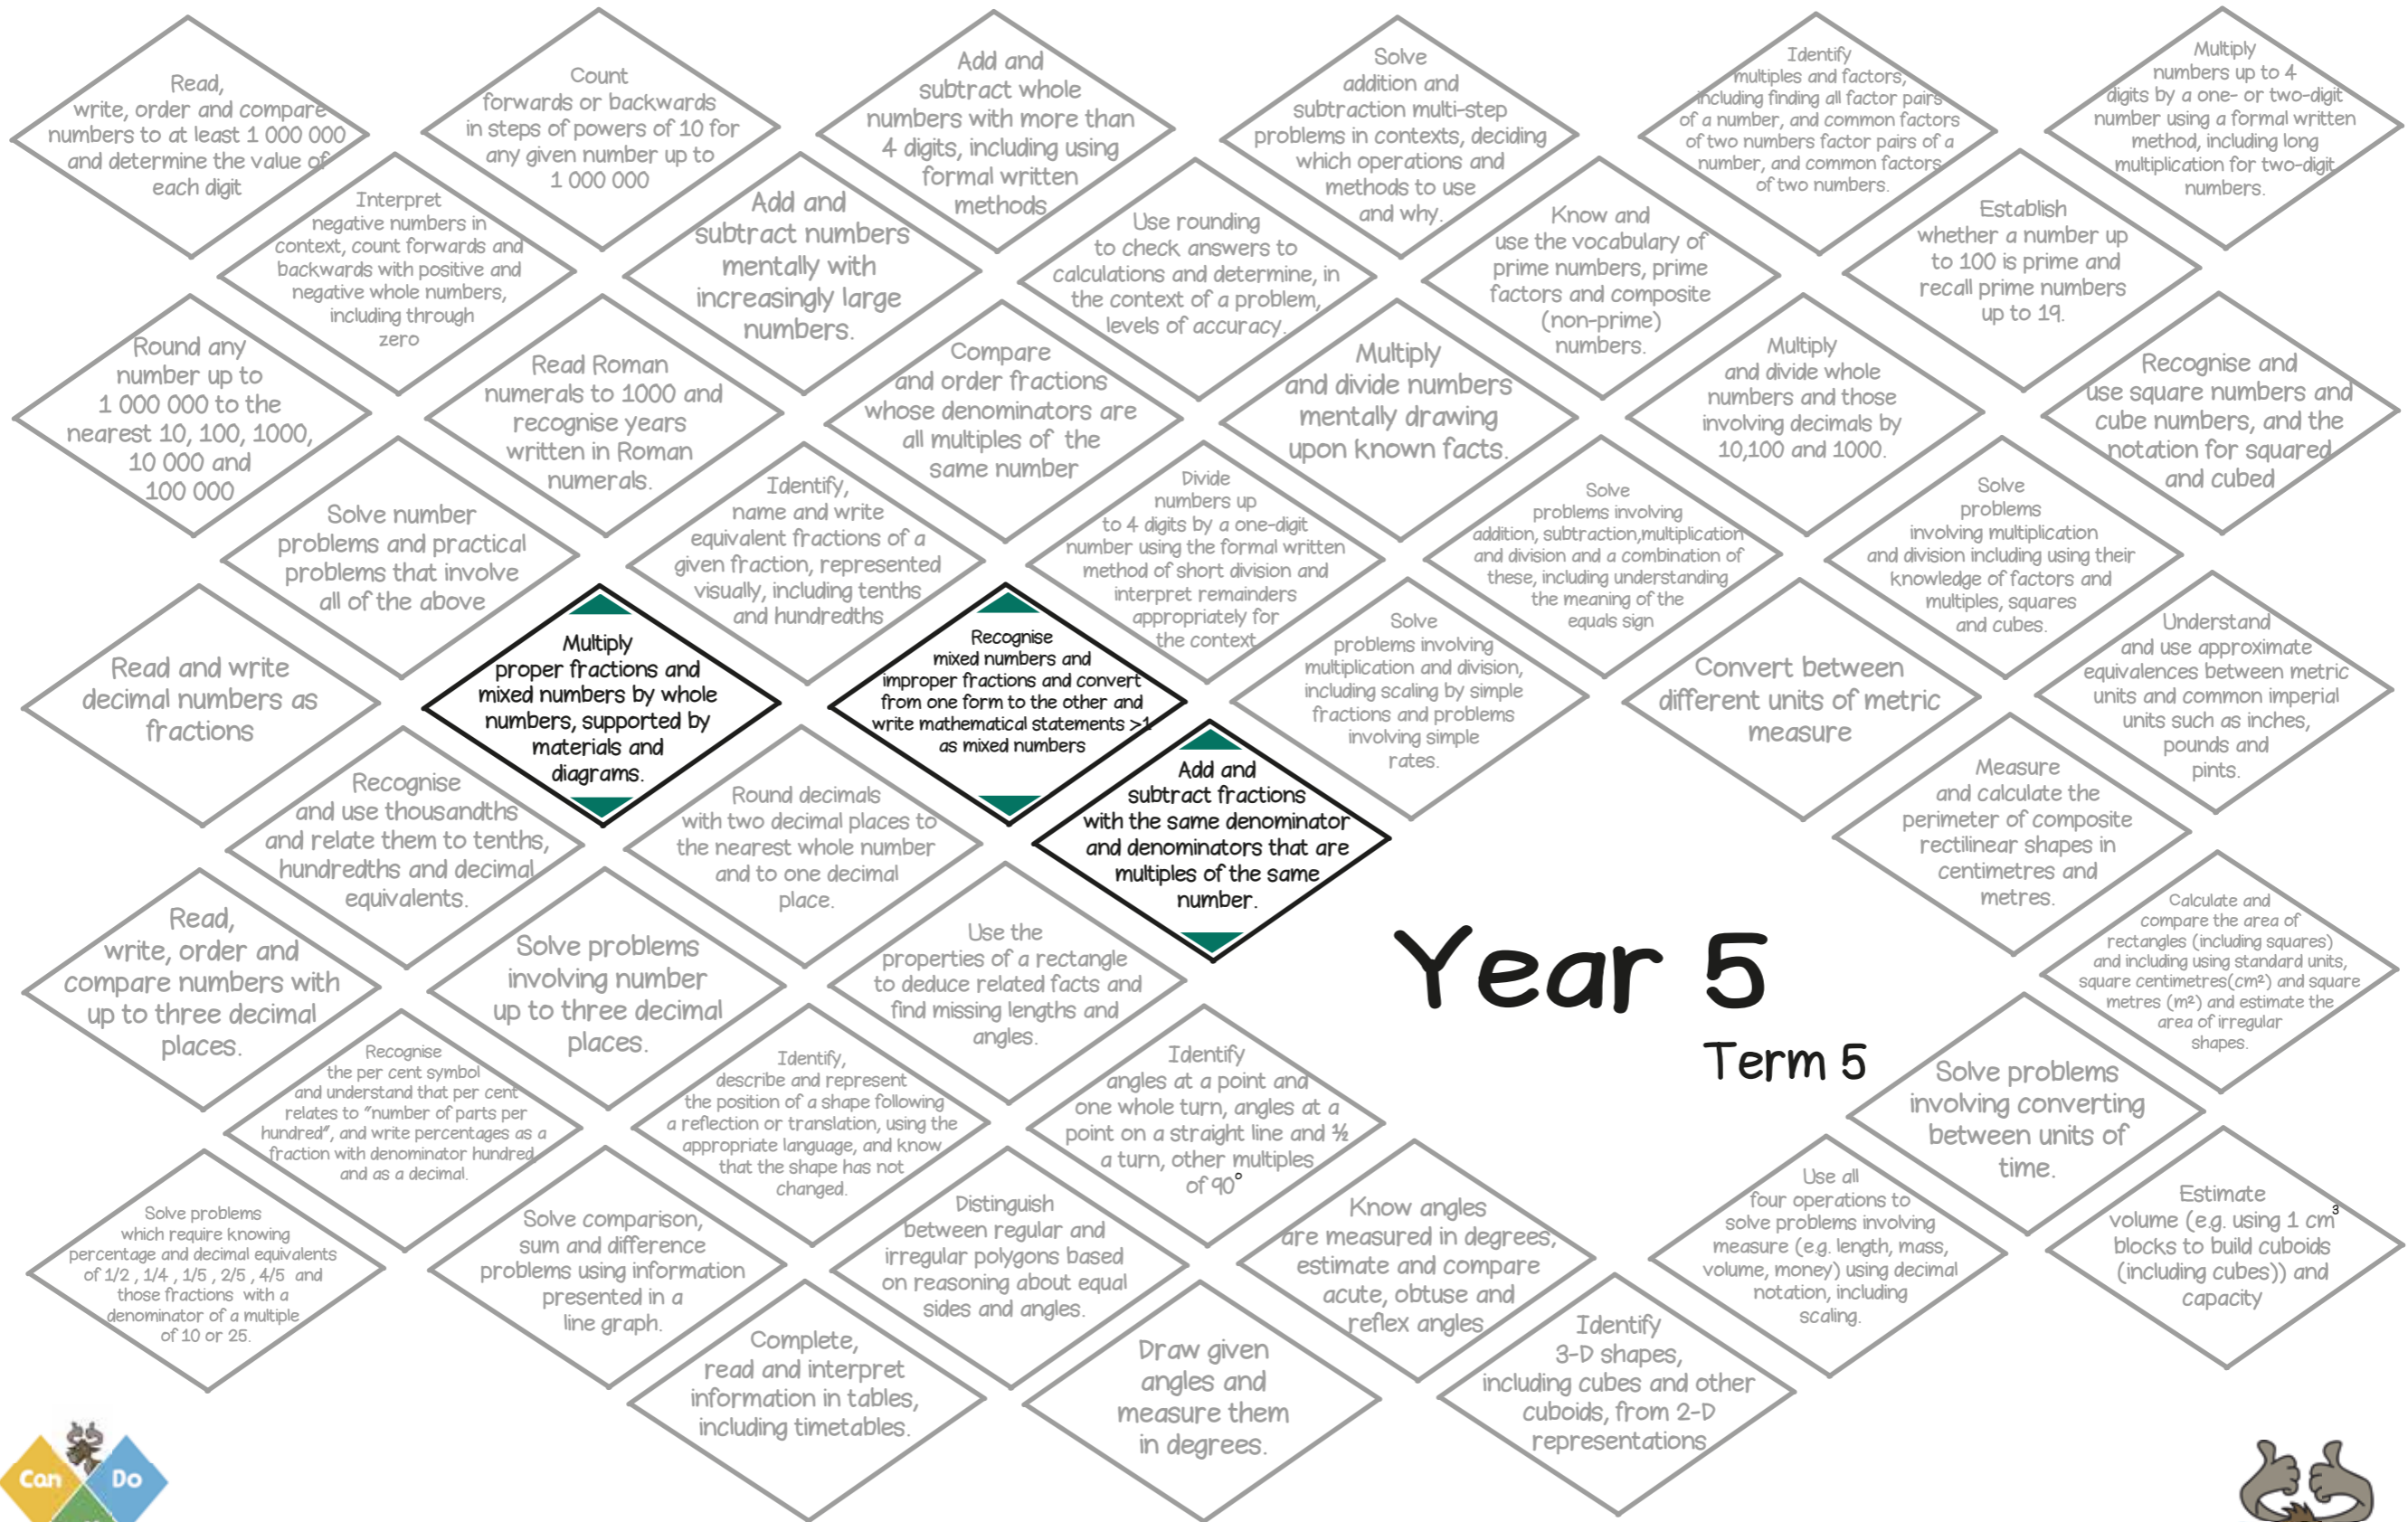 Read,
write, order and compare
numbers to at least 1 000 000
and determine the value of
each digit
Count
forwards or backwards
in steps of powers of 10 for
any given number up to
1 000 000
Add and
subtract whole
numbers with more than
4 digits, including using
formal written
methods
Solve
addition and
subtraction multi-step
problems in contexts, deciding
which operations and
methods to use
and why.
Identify
multiples and factors,
including finding all factor pairs
of a number, and common factors
of two numbers factor pairs of a
number, and common factors
of two numbers.
Multiply
numbers up to 4
digits by a one- or two-digit
number using a formal written
method, including long
multiplication for two-digit
numbers.
Interpret
negative numbers in
context, count forwards and
backwards with positive and
negative whole numbers,
including through
zero
Add and
subtract numbers
mentally with
increasingly large
numbers.
Use rounding
to check answers to
calculations and determine, in
the context of a problem,
levels of accuracy.
Know and
use the vocabulary of
prime numbers, prime
factors and composite
(non-prime)
numbers.
Establish
whether a number up
to 100 is prime and
recall prime numbers
up to 19.
Round any
number up to
1 000 000 to the
nearest 10, 100, 1000,
10 000 and
100 000
Read Roman
numerals to 1000 and
recognise years
written in Roman
numerals.
Compare
and order fractions
whose denominators are
all multiples of the
same number
Multiply
and divide numbers
mentally drawing
upon known facts.
Multiply
and divide whole
numbers and those
involving decimals by
10,100 and 1000.
Recognise and
use square numbers and
cube numbers, and the
notation for squared
and cubed
Solve number
problems and practical
problems that involve
all of the above
Identify,
name and write
equivalent fractions of a
given fraction, represented
visually, including tenths
and hundredths
Divide
numbers up
to 4 digits by a one-digit
number using the formal written
method of short division and
interpret remainders
appropriately for
the context
Solve
problems involving
addition, subtraction,multiplication
and division and a combination of
these, including understanding
the meaning of the
equals sign
Solve
problems
involving multiplication
and division including using their
knowledge of factors and
multiples, squares
and cubes.
Read and write
decimal numbers as
fractions
Multiply
proper fractions and
mixed numbers by whole
numbers, supported by
materials and
diagrams.
Recognise
mixed numbers and
improper fractions and convert
from one form to the other and
write mathematical statements >1
as mixed numbers
Solve
problems involving
multiplication and division,
including scaling by simple
fractions and problems
involving simple
rates.
Convert between
different units of metric
measure
Understand
and use approximate
equivalences between metric
units and common imperial
units such as inches,
pounds and
pints.
Recognise
and use thousandths
and relate them to tenths,
hundredths and decimal
equivalents.
Round decimals
with two decimal places to
the nearest whole number
and to one decimal
place.
Add and
subtract fractions
with the same denominator
and denominators that are
multiples of the same
number.
Measure
and calculate the
perimeter of composite
rectilinear shapes in
centimetres and
metres.
Read,
write, order and
compare numbers with
up to three decimal
places.
Solve problems
involving number
up to three decimal
places.
Use the
properties of a rectangle
to deduce related facts and
find missing lengths and
angles.
Year 5
Term 5
Calculate and
compare the area of
rectangles (including squares)
and including using standard units,
square centimetres(cm²) and square
metres (m²) and estimate the
area of irregular
shapes.
Recognise
the per cent symbol
and understand that per cent
relates to "number of parts per
hundred", and write percentages as a
fraction with denominator hundred
and as a decimal.
Identify,
describe and represent
the position of a shape following
a reflection or translation, using the
appropriate language, and know
that the shape has not
changed.
Identify
angles at a point and
one whole turn, angles at a
point on a straight line and ½
a turn, other multiples
of 90°
Solve problems
involving converting
between units of
time.
Solve problems
which require knowing
percentage and decimal equivalents
of 1/2 , 1/4 , 1/5 , 2/5 , 4/5 and
those fractions with a
denominator of a multiple
of 10 or 25.
Solve comparison,
sum and difference
problems using information
presented in a
line graph.
Distinguish
between regular and
irregular polygons based
on reasoning about equal
sides and angles.
Know angles
are measured in degrees,
estimate and compare
acute, obtuse and
reflex angles
Use all
four operations to
solve problems involving
measure (e.g. length, mass,
volume, money) using decimal
notation, including
scaling.
Estimate
volume (e.g. using 1 cm³
blocks to build cuboids
(including cubes)) and
capacity
Complete,
read and interpret
information in tables,
including timetables.
Draw given
angles and
measure them
in degrees.
Identify
3-D shapes,
including cubes and other
cuboids, from 2-D
representations
Can Do